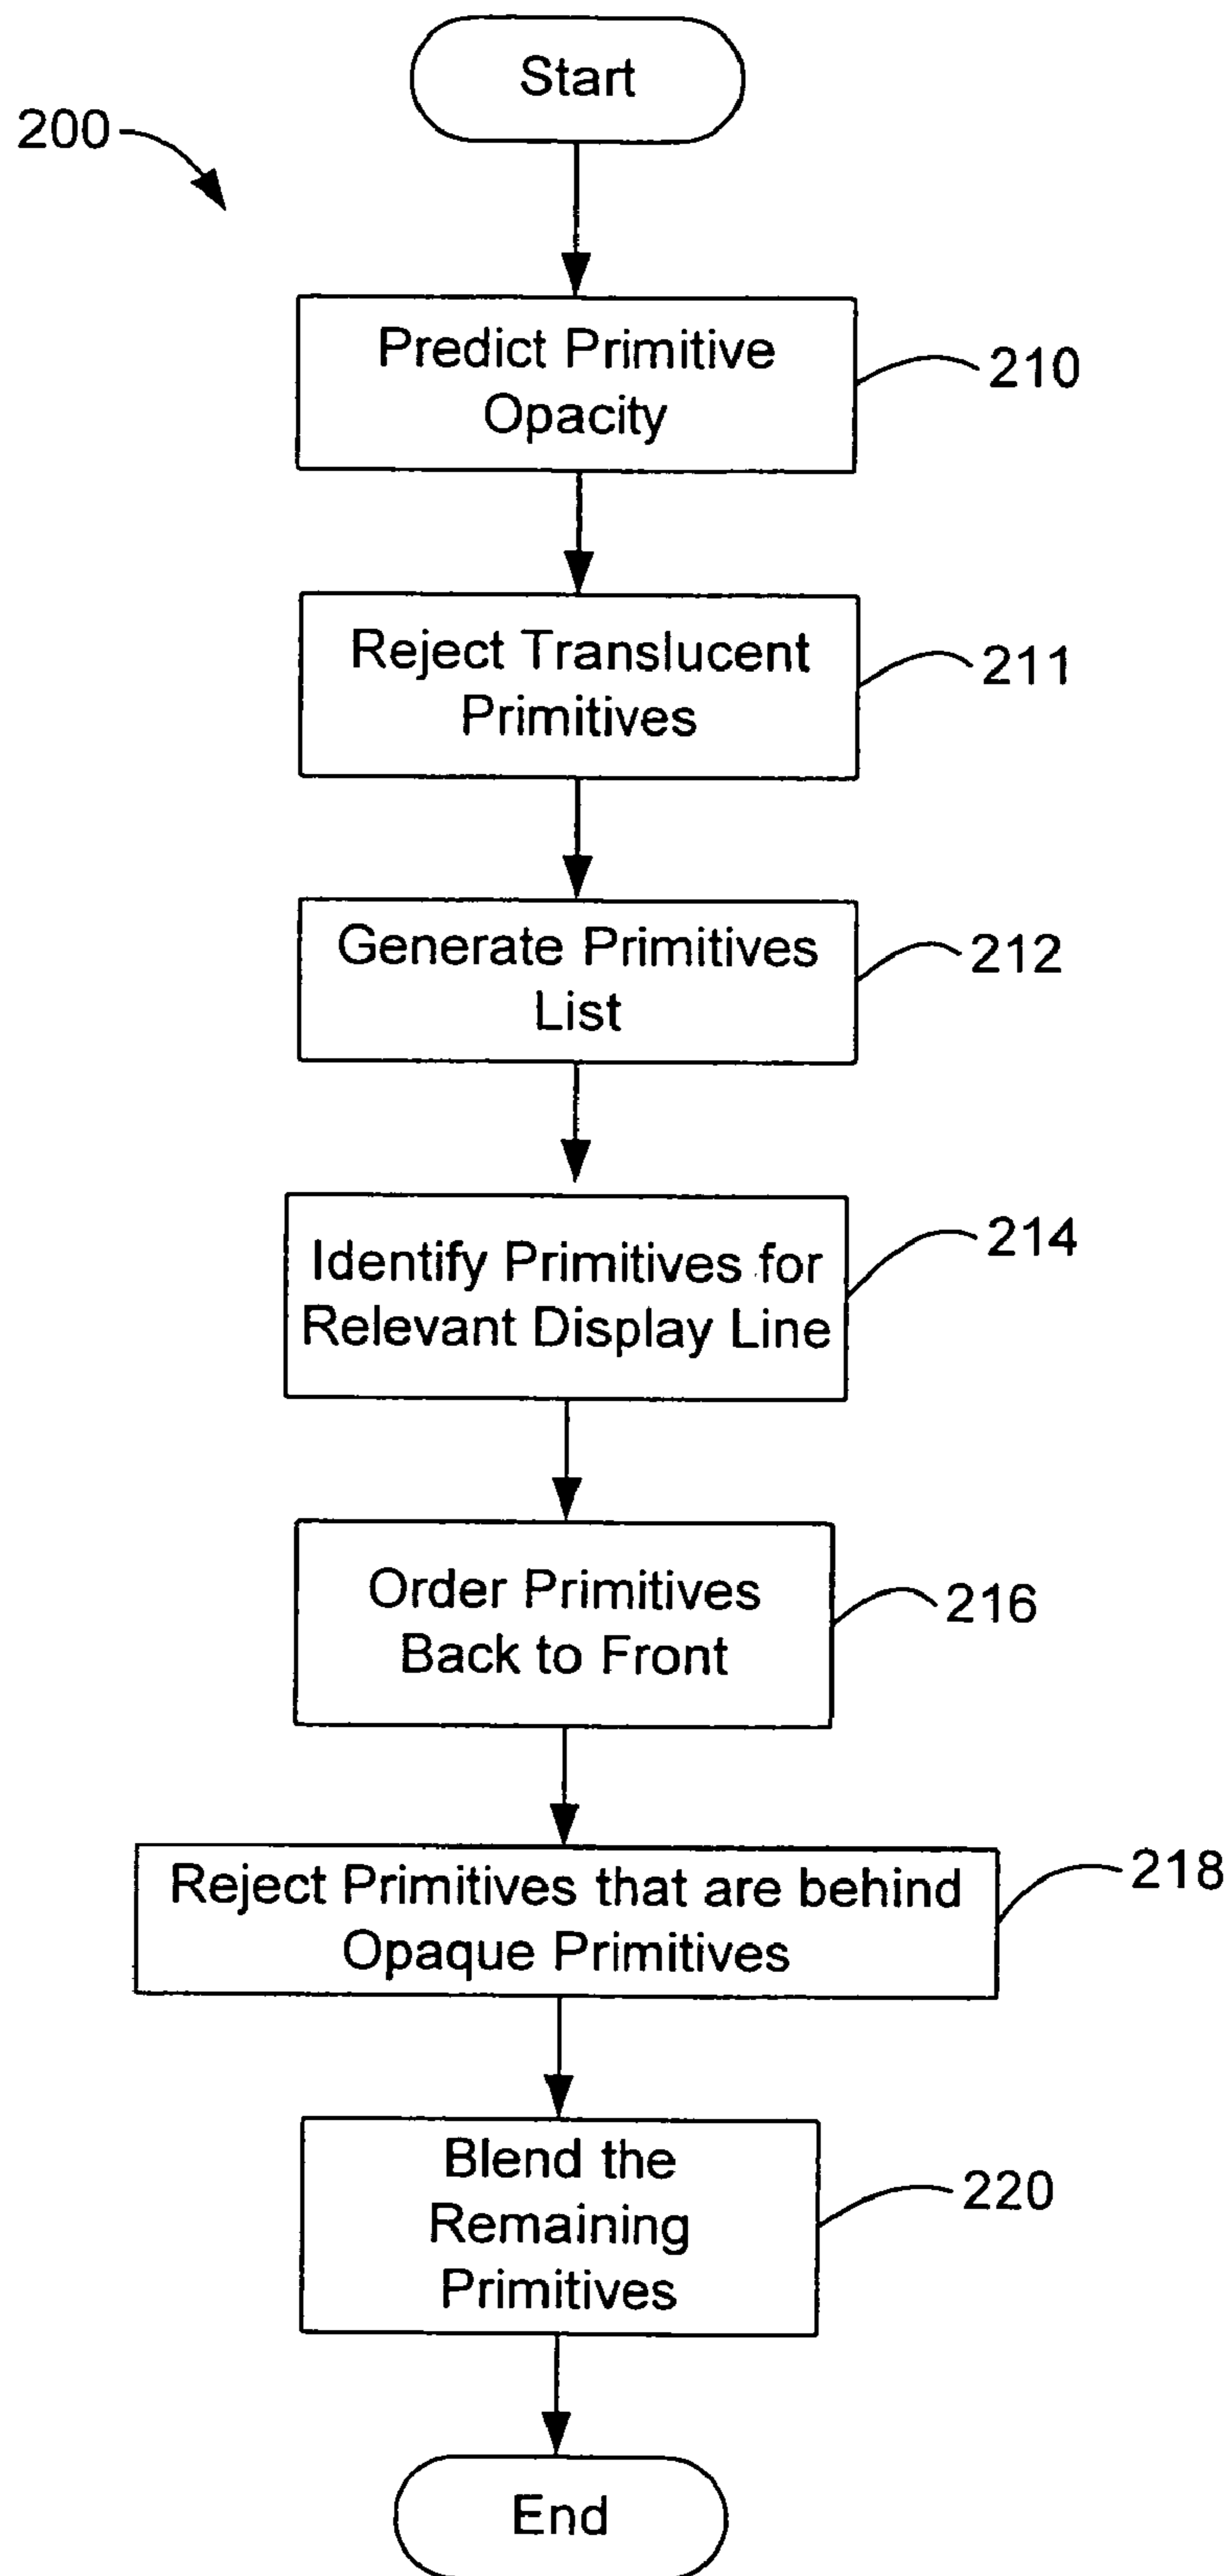 Start
200
Predict Primitive
Opacity
210
Reject Translucent
Primitives
211
Generate Primitives
List
212
Identify Primitives for
Relevant Display Line
214
Order Primitives
Back to Front
216
Reject Primitives that are behind
Opaque Primitives
218
Blend the
Remaining
Primitives
220
End